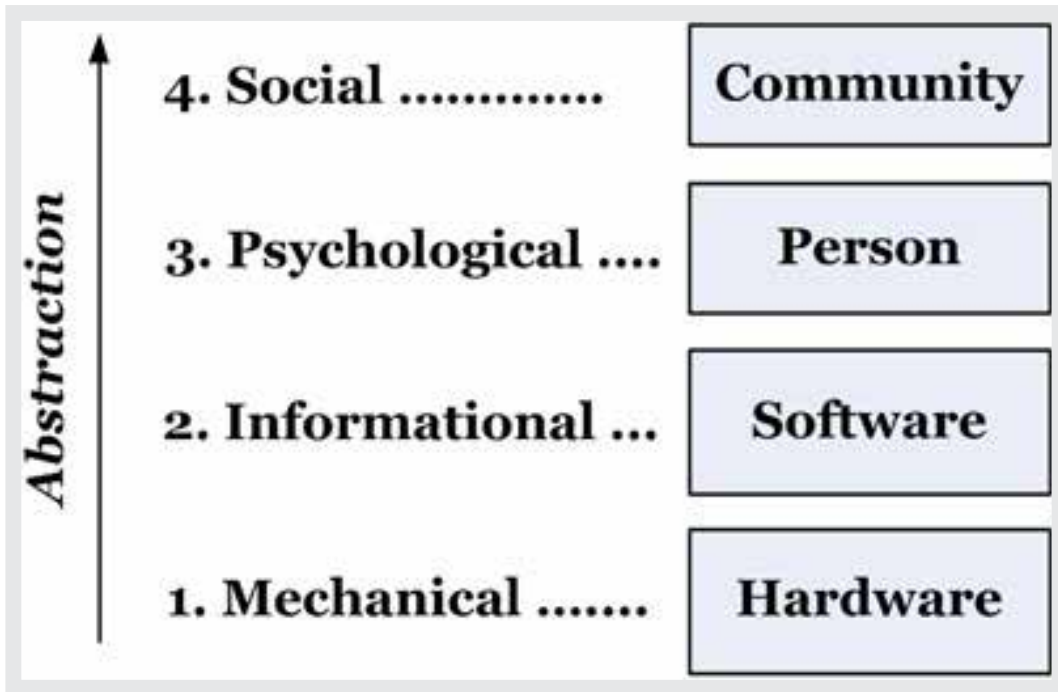 Abstraction
4. Social ............. Community
3. Psychological .... Person
2. Informational ... Software
1. Mechanical ....... Hardware